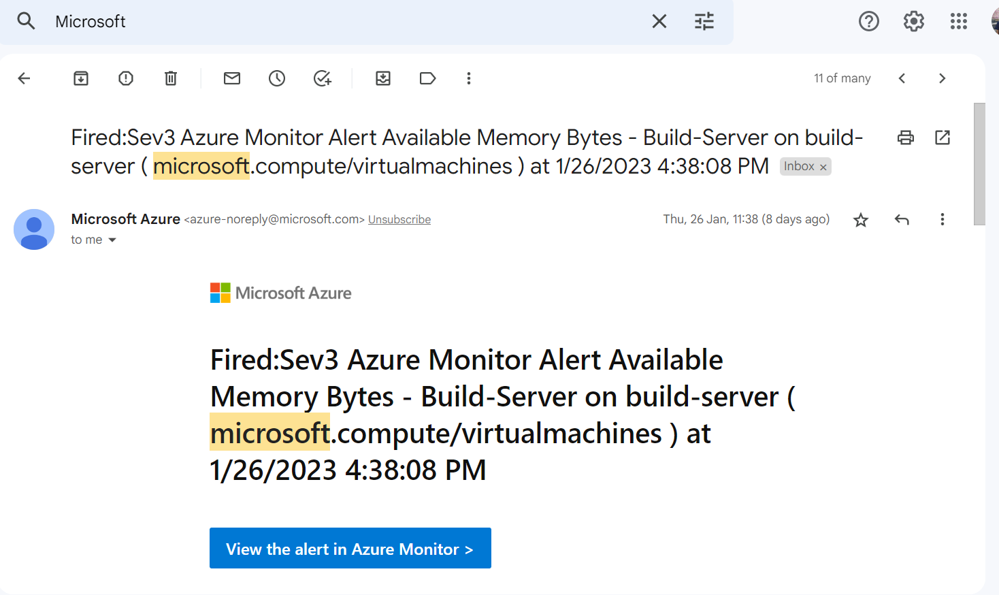 Microsoft
11 of many
Fired:Sev3 Azure Monitor Alert Available Memory Bytes - Build-Server on build-
server ( microsoft.compute/virtualmachines ) at 1/26/2023 4:38:08 PM Inbox ×
Microsoft Azure <azure-noreply@microsoft.com> Unsubscribe
Thu, 26 Jan, 11:38 (8 days ago)
to me
Microsoft Azure
Fired:Sev3 Azure Monitor Alert Available
Memory Bytes - Build-Server on build-server (
microsoft.compute/virtualmachines ) at
1/26/2023 4:38:08 PM
View the alert in Azure Monitor >